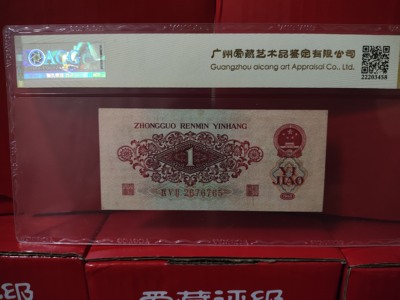 广州爱藏艺术品鉴定有限公司
Guangzhou aicang art Appraisal Co., Ltd.
22203458
ZHONGGUO RENMIN YINHANG
1
YI
JIAO
2676765
爱藏评级